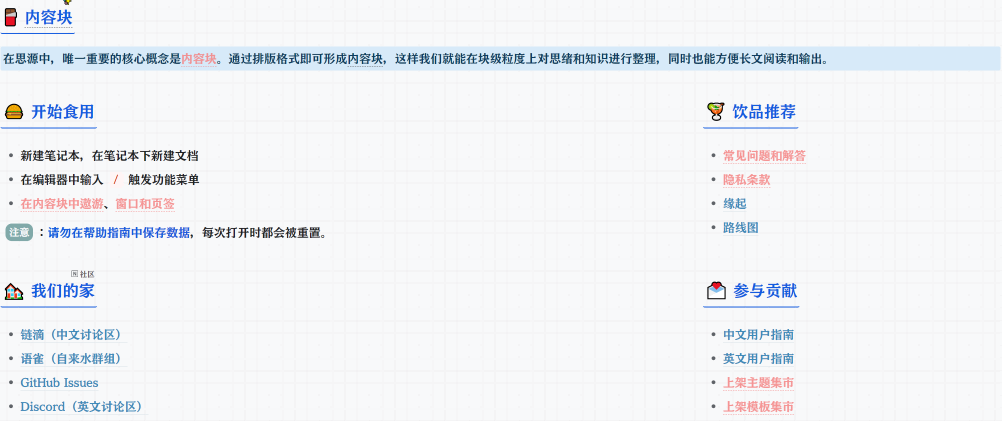 内容块
在思源中，唯一重要的核心概念是内容块。通过排版格式即可形成内容块，这样我们就能在块级粒度上对思绪和知识进行整理，同时也能方便长文阅读和输出。
开始食用
新建笔记本，在笔记本下新建文档
在编辑器中输入 / 触发功能菜单
在内容块中遨游、窗口和页签
注意 ：请勿在帮助指南中保存数据，每次打开时都会被重置。
饮品推荐
常见问题和解答
隐私条款
缘起
路线图
社区
我们的家
链滴（中文讨论区）
语雀（自来水群组）
GitHub Issues
Discord（英文讨论区）
参与贡献
中文用户指南
英文用户指南
上架主题集市
上架模板集市